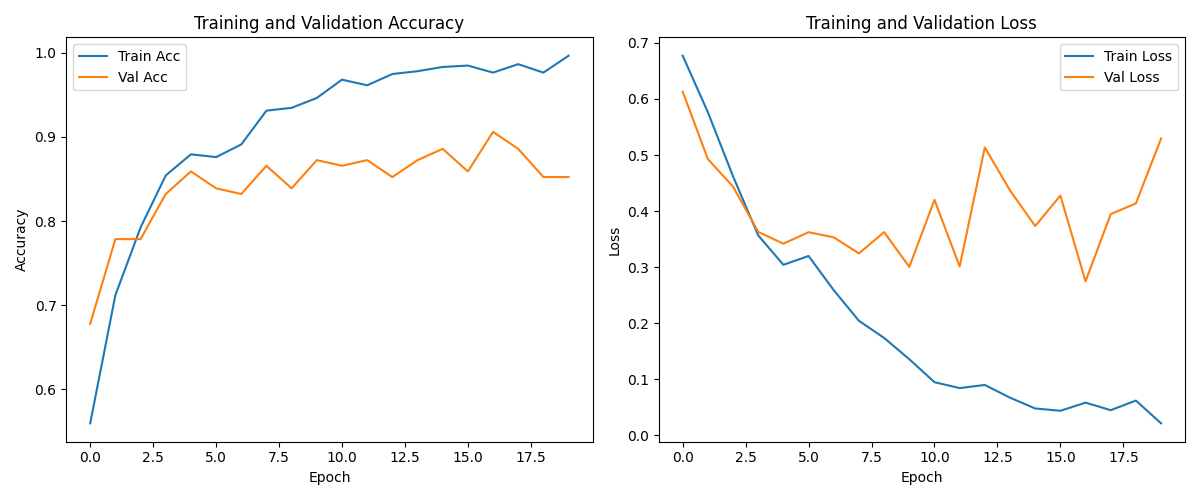 Training and Validation Accuracy
Train Acc
Val Acc
1.0
0.9
0.8
0.7
0.6
Accuracy
0.0 2.5 5.0 7.5 10.0 12.5 15.0 17.5
Epoch
Training and Validation Loss
Train Loss
Val Loss
0.7
0.6
0.5
0.4
0.3
0.2
0.1
0.0
Loss
0.0 2.5 5.0 7.5 10.0 12.5 15.0 17.5
Epoch